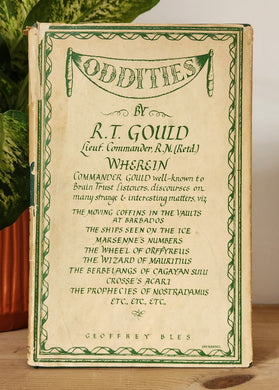 ODDITIES
BY
R.T. GOULD
Lieut. Commander, R.N. (Retd.)
WHEREIN
COMMANDER GOULD well-known to
Brain Trust listeners, discourses on
many strange & interesting matters, viz,
THE MOVING COFFINS IN THE VAULTS
AT BARBADOS
THE SHIPS SEEN ON THE ICE
MARSENNE'S NUMBERS
THE WHEEL OF ORFFYREUS
THE WIZARD OF MAURITIUS
THE BERBELANGS OF CAGAYAN SULU
CROSSE'S ACARI
THE PROPHECIES OF NOSTRADAMUS
ETC., ETC., ETC.,
GEOFFREY BLES